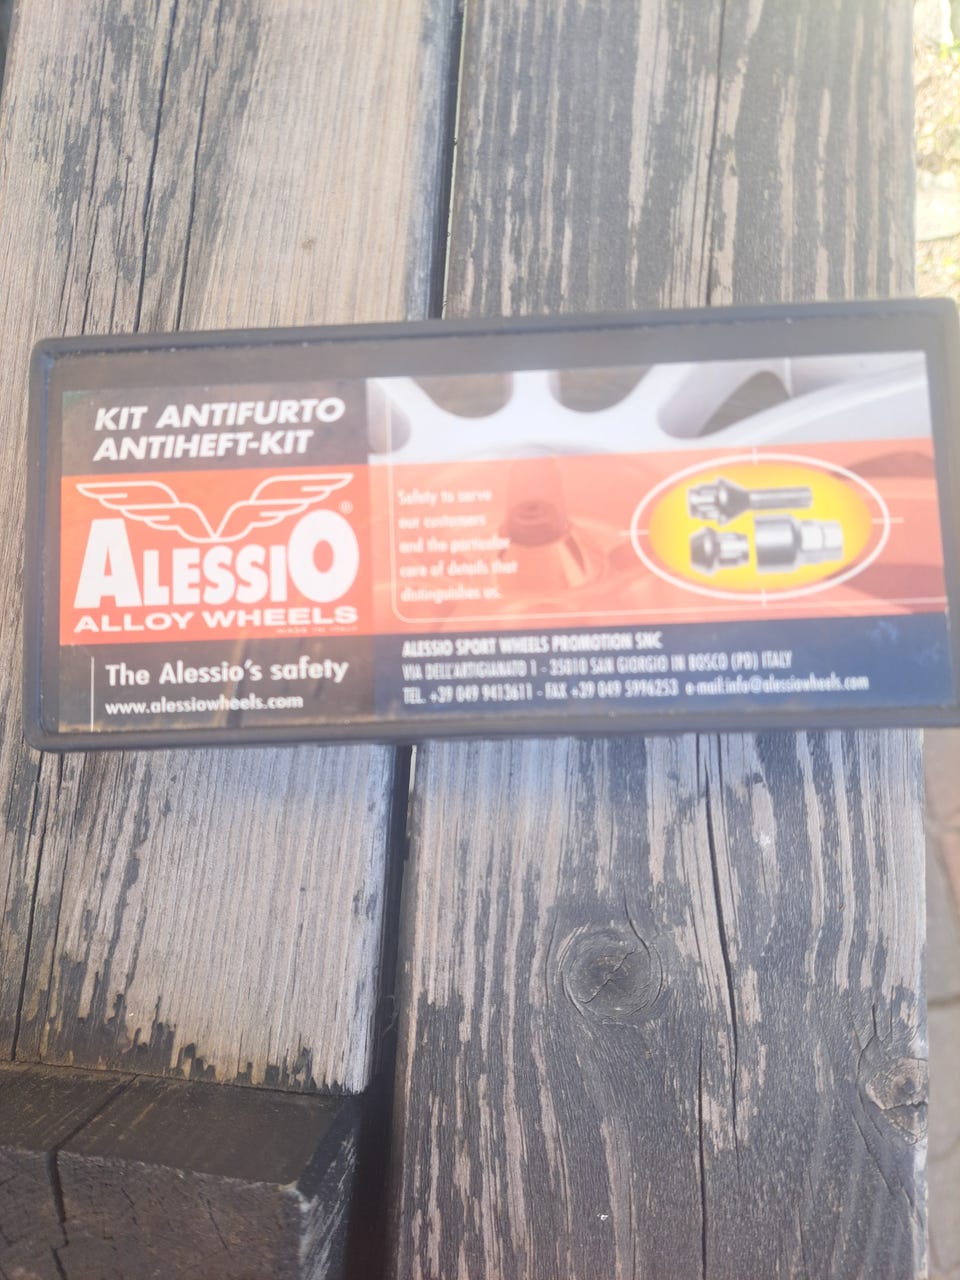 KIT ANTIFURTO
ANTIHEFT-KIT
ALESSIO®
ALLOY WHEELS
MADE IN ITALY
The Alessio's safety
www.alessiowheels.com
Safety to serve
our customers
and the particular
care of details that
distinguishes us.
ALESSIO SPORT WHEELS PROMOTION SNC
VIA DELL'ARTIGIANATO 1 - 35010 SAN GIORGIO IN BOSCO (PD) ITALY
TEL. +39 049 9413611 - FAX +39 049 5996253 e-mail:info@alessiowheels.com